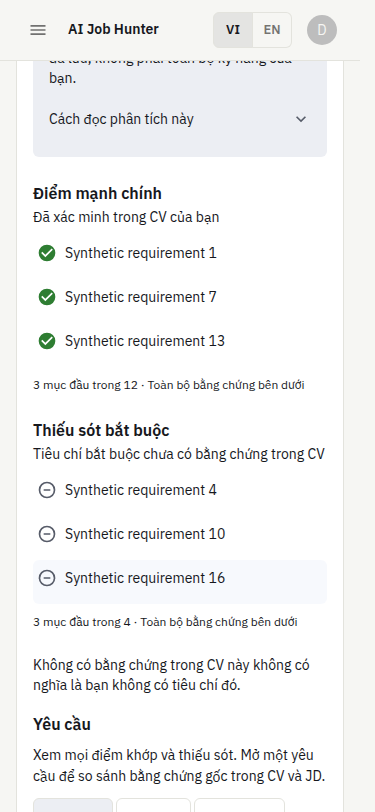 AI Job Hunter
VI
EN
D
bạn.
Cách đọc phân tích này
Điểm mạnh chính
Đã xác minh trong CV của bạn
Synthetic requirement 1
Synthetic requirement 7
Synthetic requirement 13
3 mục đầu trong 12 · Toàn bộ bằng chứng bên dưới
Thiếu sót bắt buộc
Tiêu chí bắt buộc chưa có bằng chứng trong CV
Synthetic requirement 4
Synthetic requirement 10
Synthetic requirement 16
3 mục đầu trong 4 · Toàn bộ bằng chứng bên dưới
Không có bằng chứng trong CV này không có
nghĩa là bạn không có tiêu chí đó.
Yêu cầu
Xem mọi điểm khớp và thiếu sót. Mở một yêu
cầu để so sánh bằng chứng gốc trong CV và JD.